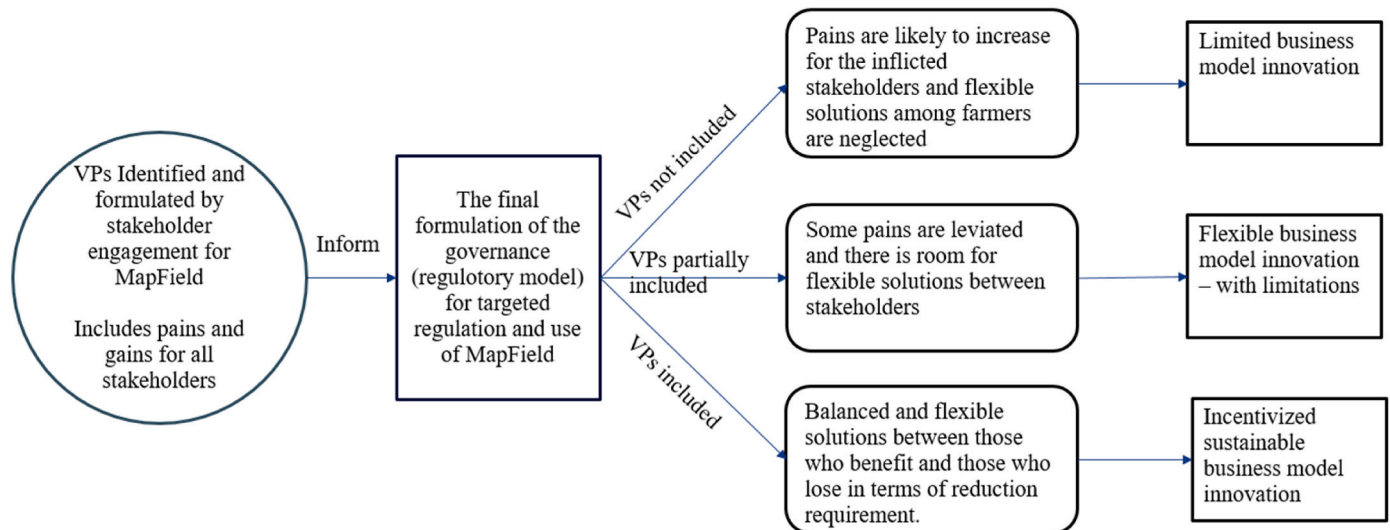 VPs Identified and
formulated by
stakeholder
engagement for
MapField
Includes pains and
gains for all
stakeholders
Inform
The final
formulation of the
governance
(regulotory model)
for targeted
regulation and use
of MapField
VPs not included
Pains are likely to increase
for the inflicted
stakeholders and flexible
solutions among farmers
are neglected
Limited business
model innovation
VPs partially
included
Some pains are leviated
and there is room for
flexible solutions between
stakeholders
Flexible business
model innovation
– with limitations
VPs included
Balanced and flexible
solutions between those
who benefit and those who
lose in terms of reduction
requirement.
Incentivized
sustainable
business model
innovation